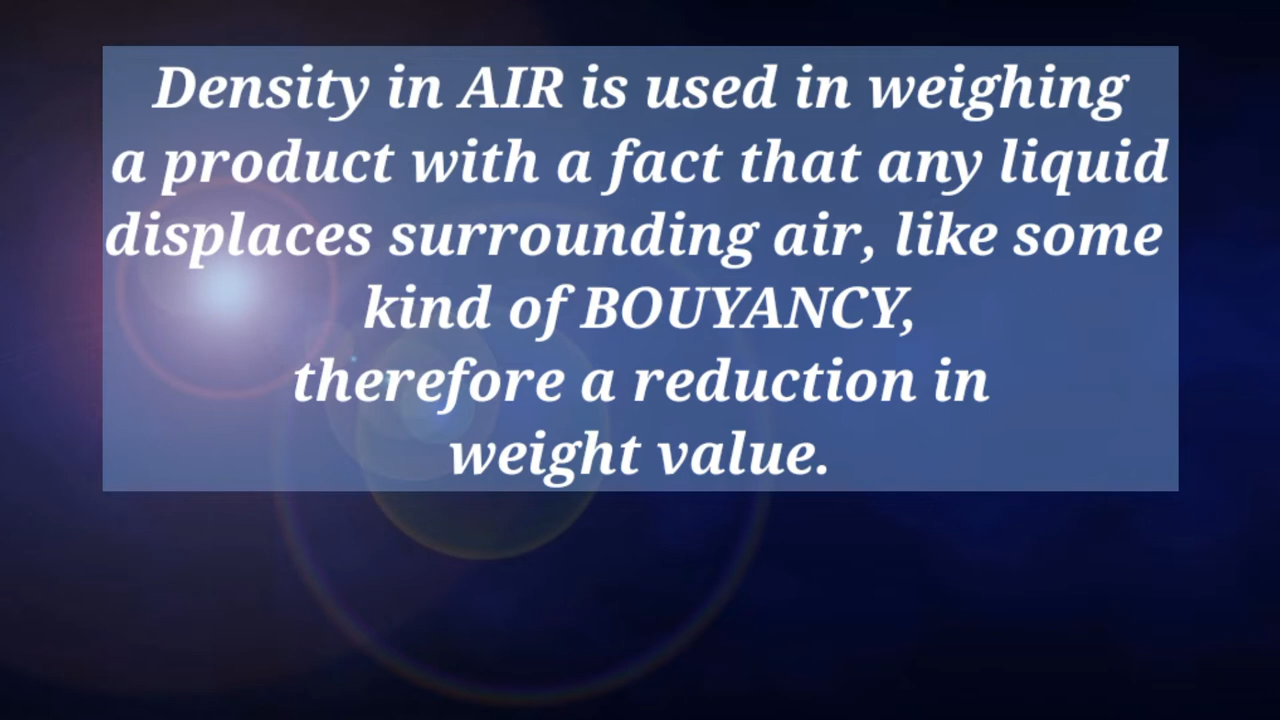 Density in AIR is used in weighing
a product with a fact that any liquid
displaces surrounding air, like some
kind of BOUYANCY,
therefore a reduction in
weight value.